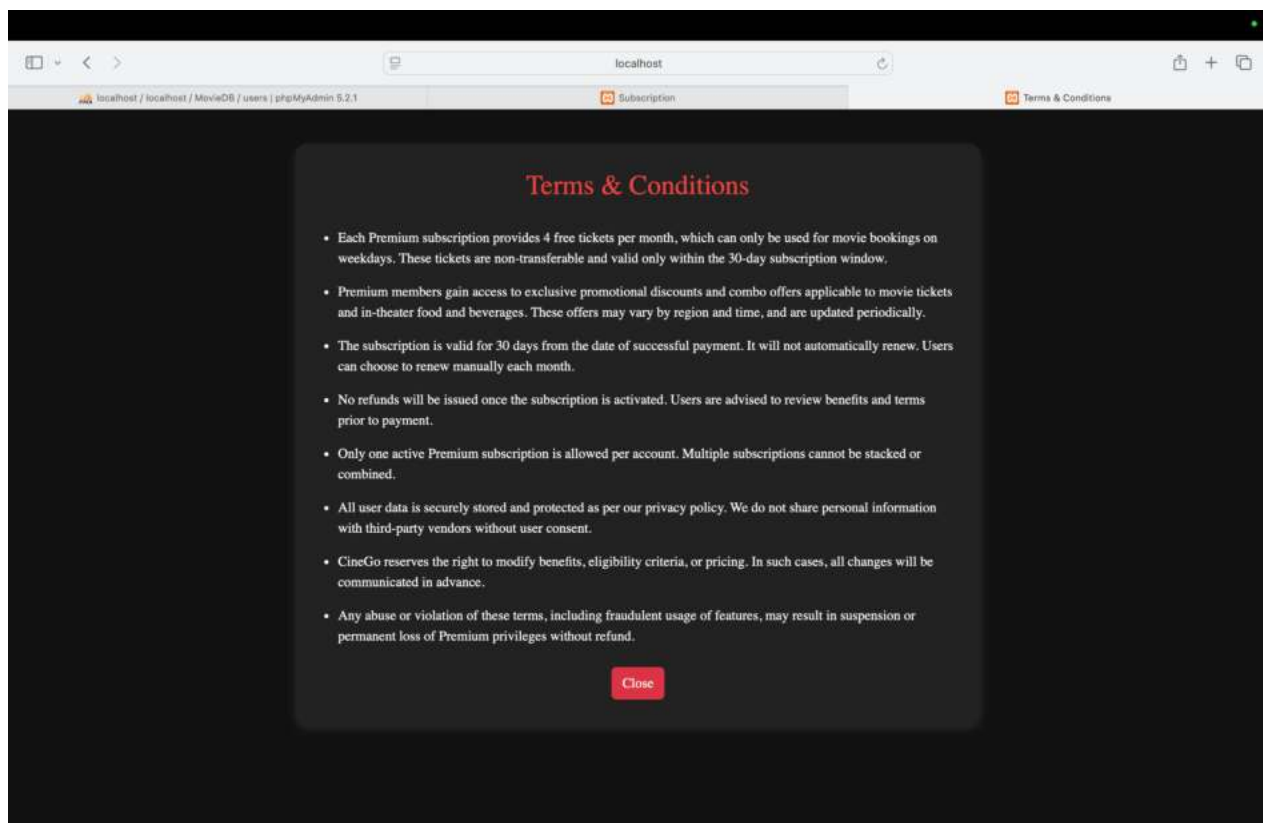 localhost
localhost / localhost / MovieDB / users | phpMyAdmin 5.2.1
Subscription
Terms & Conditions
Terms & Conditions
• Each Premium subscription provides 4 free tickets per month, which can only be used for movie bookings on
weekdays. These tickets are non-transferable and valid only within the 30-day subscription window.
• Premium members gain access to exclusive promotional discounts and combo offers applicable to movie tickets
and in-theater food and beverages. These offers may vary by region and time, and are updated periodically.
• The subscription is valid for 30 days from the date of successful payment. It will not automatically renew. Users
can choose to renew manually each month.
• No refunds will be issued once the subscription is activated. Users are advised to review benefits and terms
prior to payment.
• Only one active Premium subscription is allowed per account. Multiple subscriptions cannot be stacked or
combined.
• All user data is securely stored and protected as per our privacy policy. We do not share personal information
with third-party vendors without user consent.
• CineGo reserves the right to modify benefits, eligibility criteria, or pricing. In such cases, all changes will be
communicated in advance.
• Any abuse or violation of these terms, including fraudulent usage of features, may result in suspension or
permanent loss of Premium privileges without refund.
Close